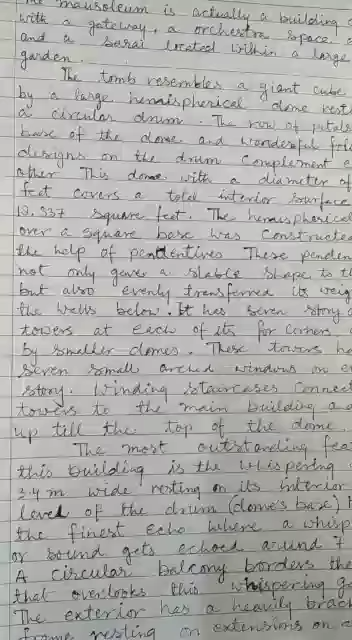 mausoleum is actually a building
with a gateway, a orchestra space
and a sarai located within a large
garden.
The tomb resembles a giant cube
by a large hemispherical dome rest
a circular drum. The row of petals
base of the dome and wonderful
designs on the drum complement
other. This dome with a diameter of
feet covers a total interior surface
18.337 square feet. The hemispherical
over a square base was constructed
the help of pendentives These penden
not only gave a stable shape to t
but also evenly transferred its weig
the walls below. It has seven story
towers at each of its for corners
by smaller domes. These towers ha
seven small arched windows on e
story. Winding staircases connec
towers to the main building a
up till the top of the dome.
The most outstanding fea
this building is the whispering
3.4 m wide resting on its interior
level of the drum (dome's base)
the finest echo where a whisp
or sound gets echoed around 7
A circular balcony borders the
that overlooks this whispering ga
The exterior has a heavily brack
frame resting on extensions on